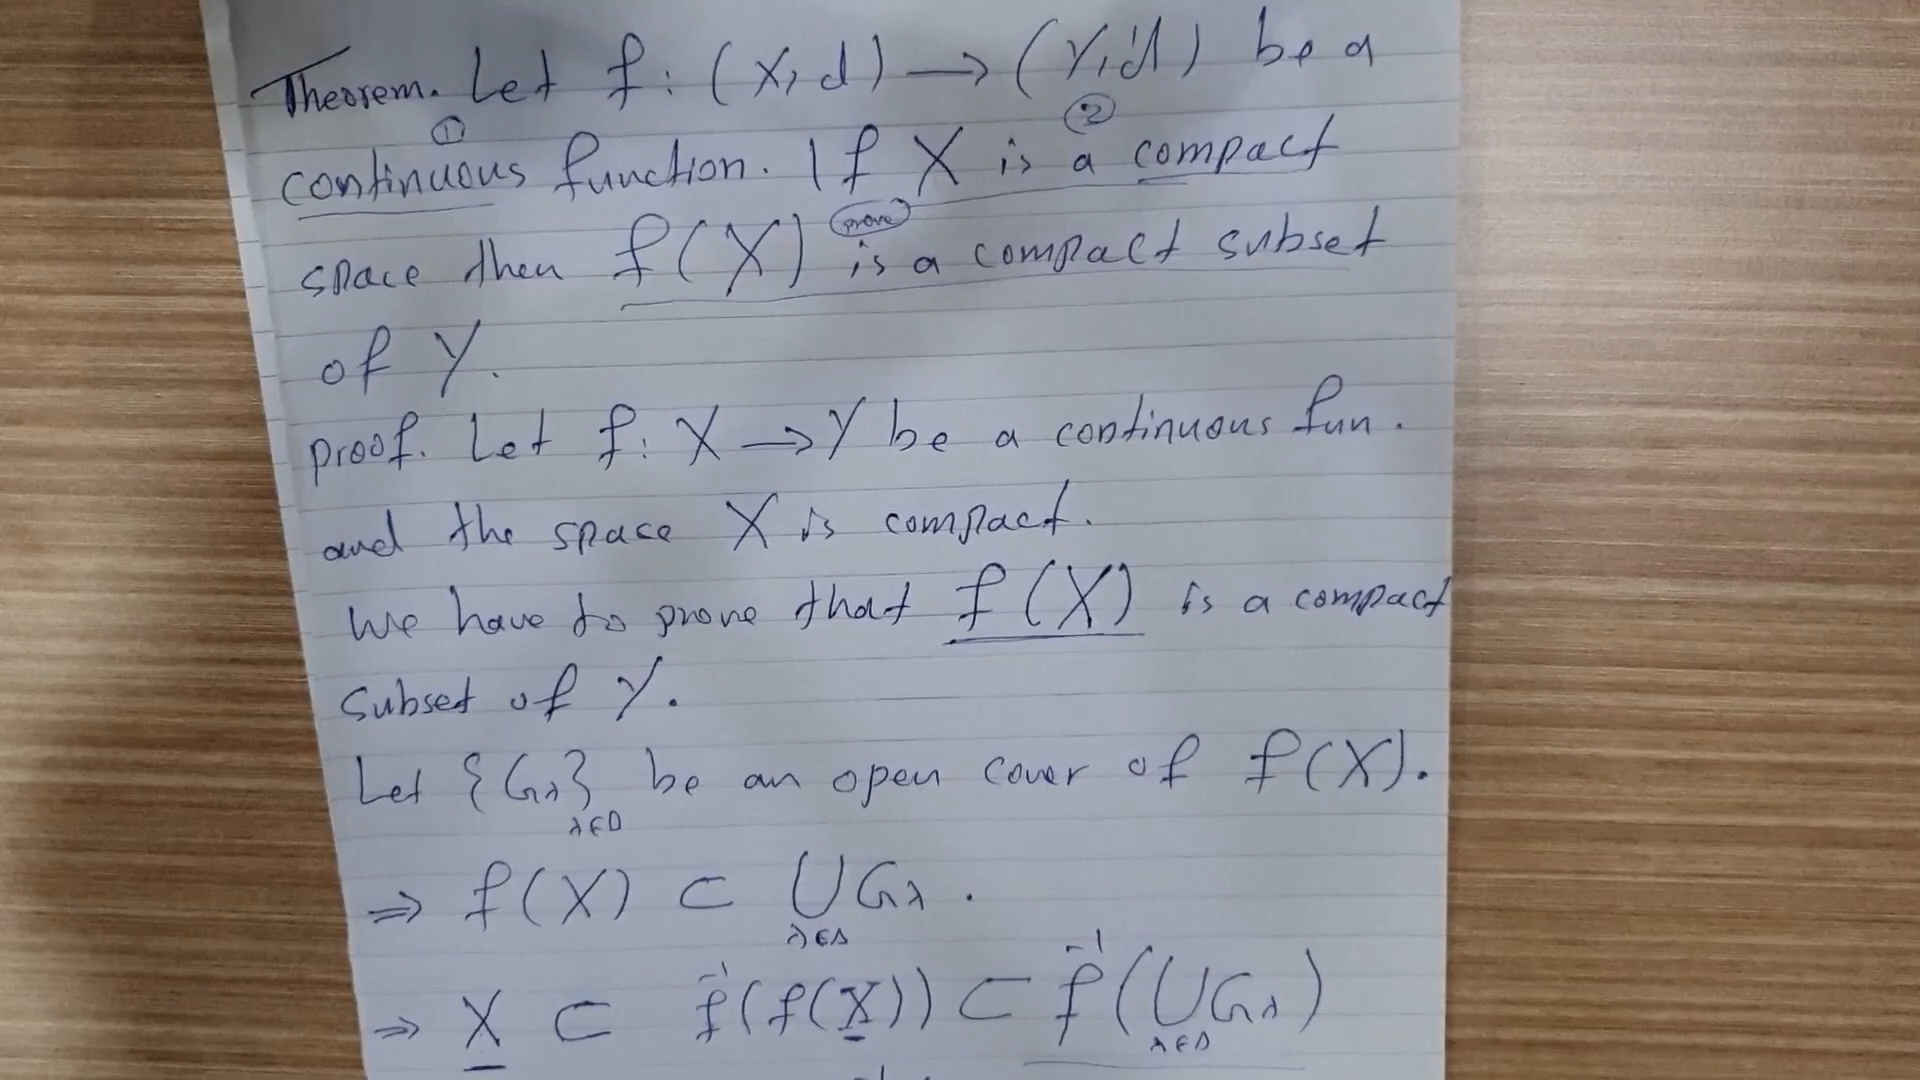 Theorem. Let f: (X, d) → (Y, d') be a
①
②
continuous function. If X is a compact
prove
space then f(X) is a compact subset
of Y.
proof. Let f: X → Y be a continuous fun.
and the space X is compact.
We have to prove that f(X) is a compact
Subset of Y.
Let {Gλ} be an open cover of f(X).
λ∈Δ
⇒ f(X) ⊂ ∪ Gλ.
λ∈Δ
⇒ X ⊂ f⁻¹(f(X)) ⊂ f⁻¹(∪ Gλ)
λ∈Δ